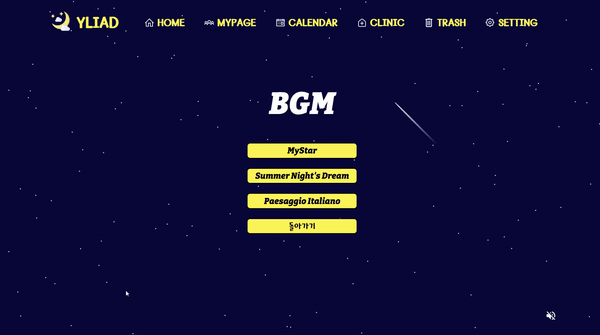 YLIAD HOME MYPAGE CALENDAR CLINIC TRASH SETTING
BGM
MyStar
Summer Night's Dream
Paesaggio Italiano
돌아가기